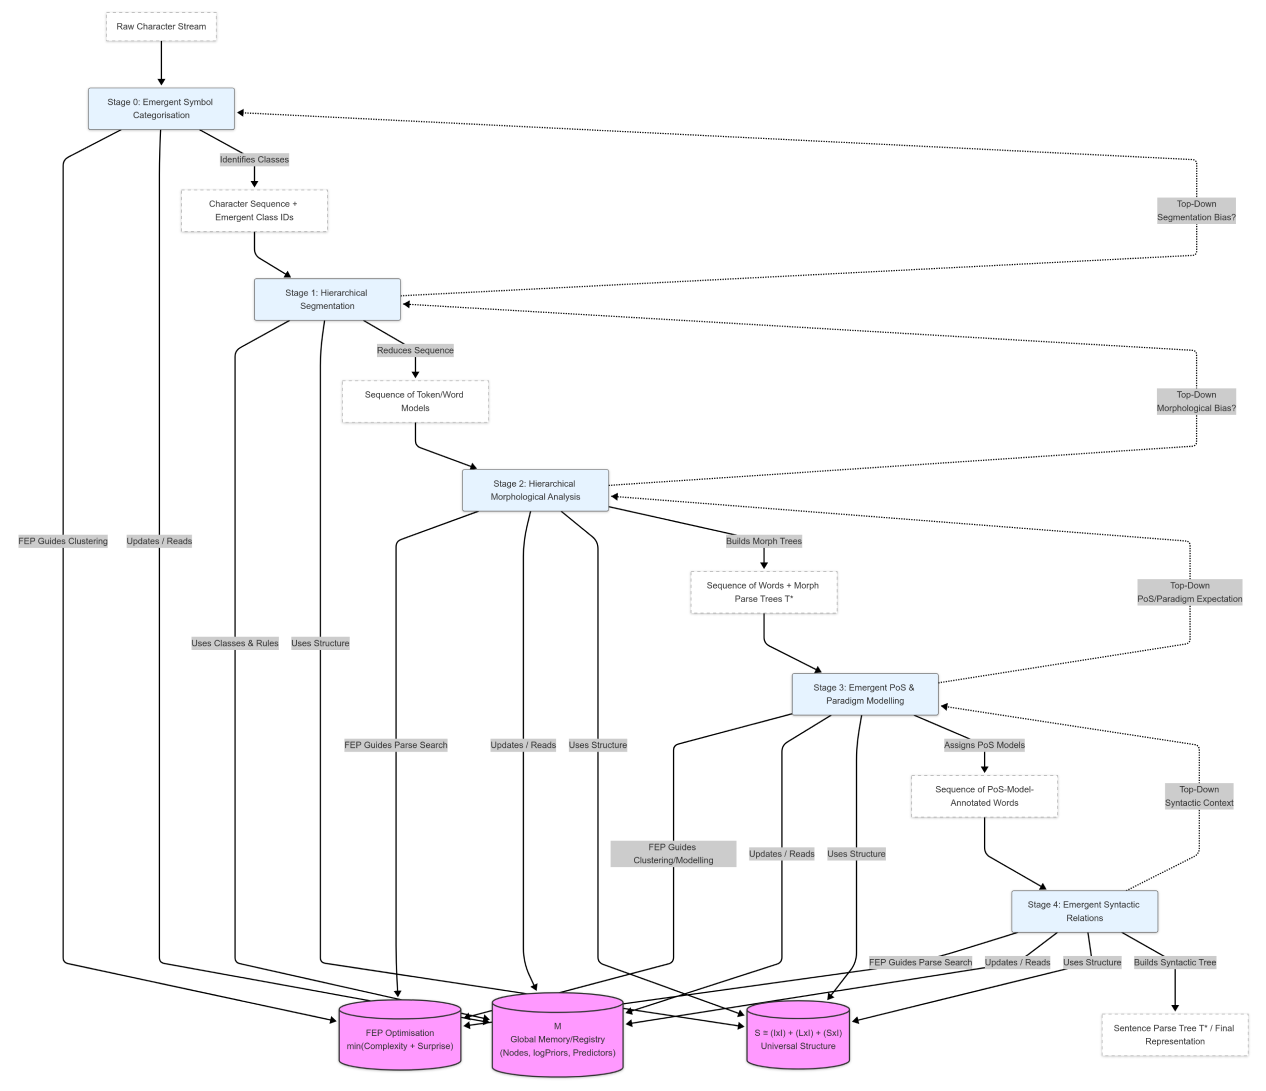 Raw Character Stream
Stage 0: Emergent Symbol
Categorisation
Identifies Classes
Character Sequence +
Emergent Class IDs
Top-Down
Segmentation Bias?
Stage 1: Hierarchical
Segmentation
Reduces Sequence
Sequence of Token/Word
Models
Top-Down
Morphological Bias?
Stage 2: Hierarchical
Morphological Analysis
FEP Guides Clustering
Updates / Reads
Builds Morph Trees
Sequence of Words + Morph
Parse Trees T*
Top-Down
PoS/Paradigm Expectation
Uses Classes & Rules
Uses Structure
Stage 3: Emergent PoS &
Paradigm Modelling
FEP Guides Parse Search
Updates / Reads
Uses Structure
Assigns PoS Models
Sequence of PoS-Model-
Annotated Words
Top-Down
Syntactic Context
FEP Guides
Clustering/Modelling
Updates / Reads
Uses Structure
Stage 4: Emergent Syntactic
Relations
FEP Guides Parse Search
Updates / Reads
Uses Structure
Builds Syntactic Tree
FEP Optimisation
min(Complexity + Surprise)
M
Global Memory/Registry
(Nodes, logPriors, Predictors)
S = (IxI) + (LxI) + (SxI)
Universal Structure
Sentence Parse Tree T* / Final
Representation